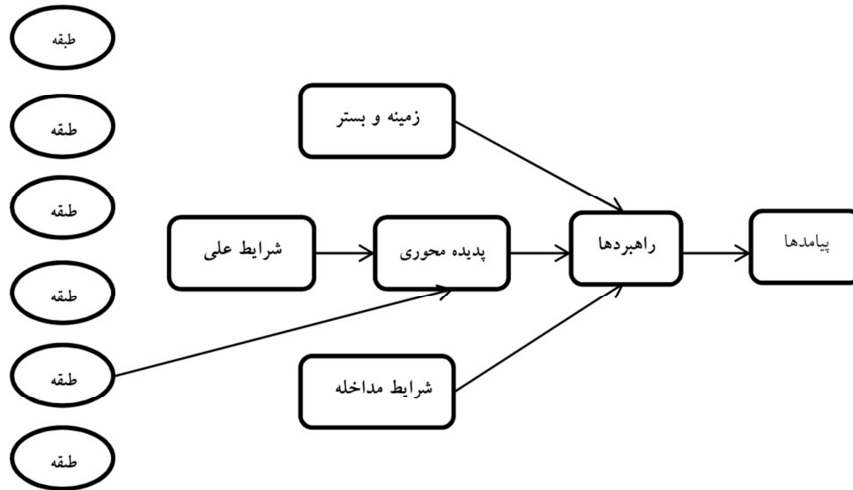 طبقه
زمینه و بستر
طبقه
طبقه
شرایط علی
پدیده محوری
راهبردها
پیامدها
طبقه
طبقه
شرایط مداخله
طبقه